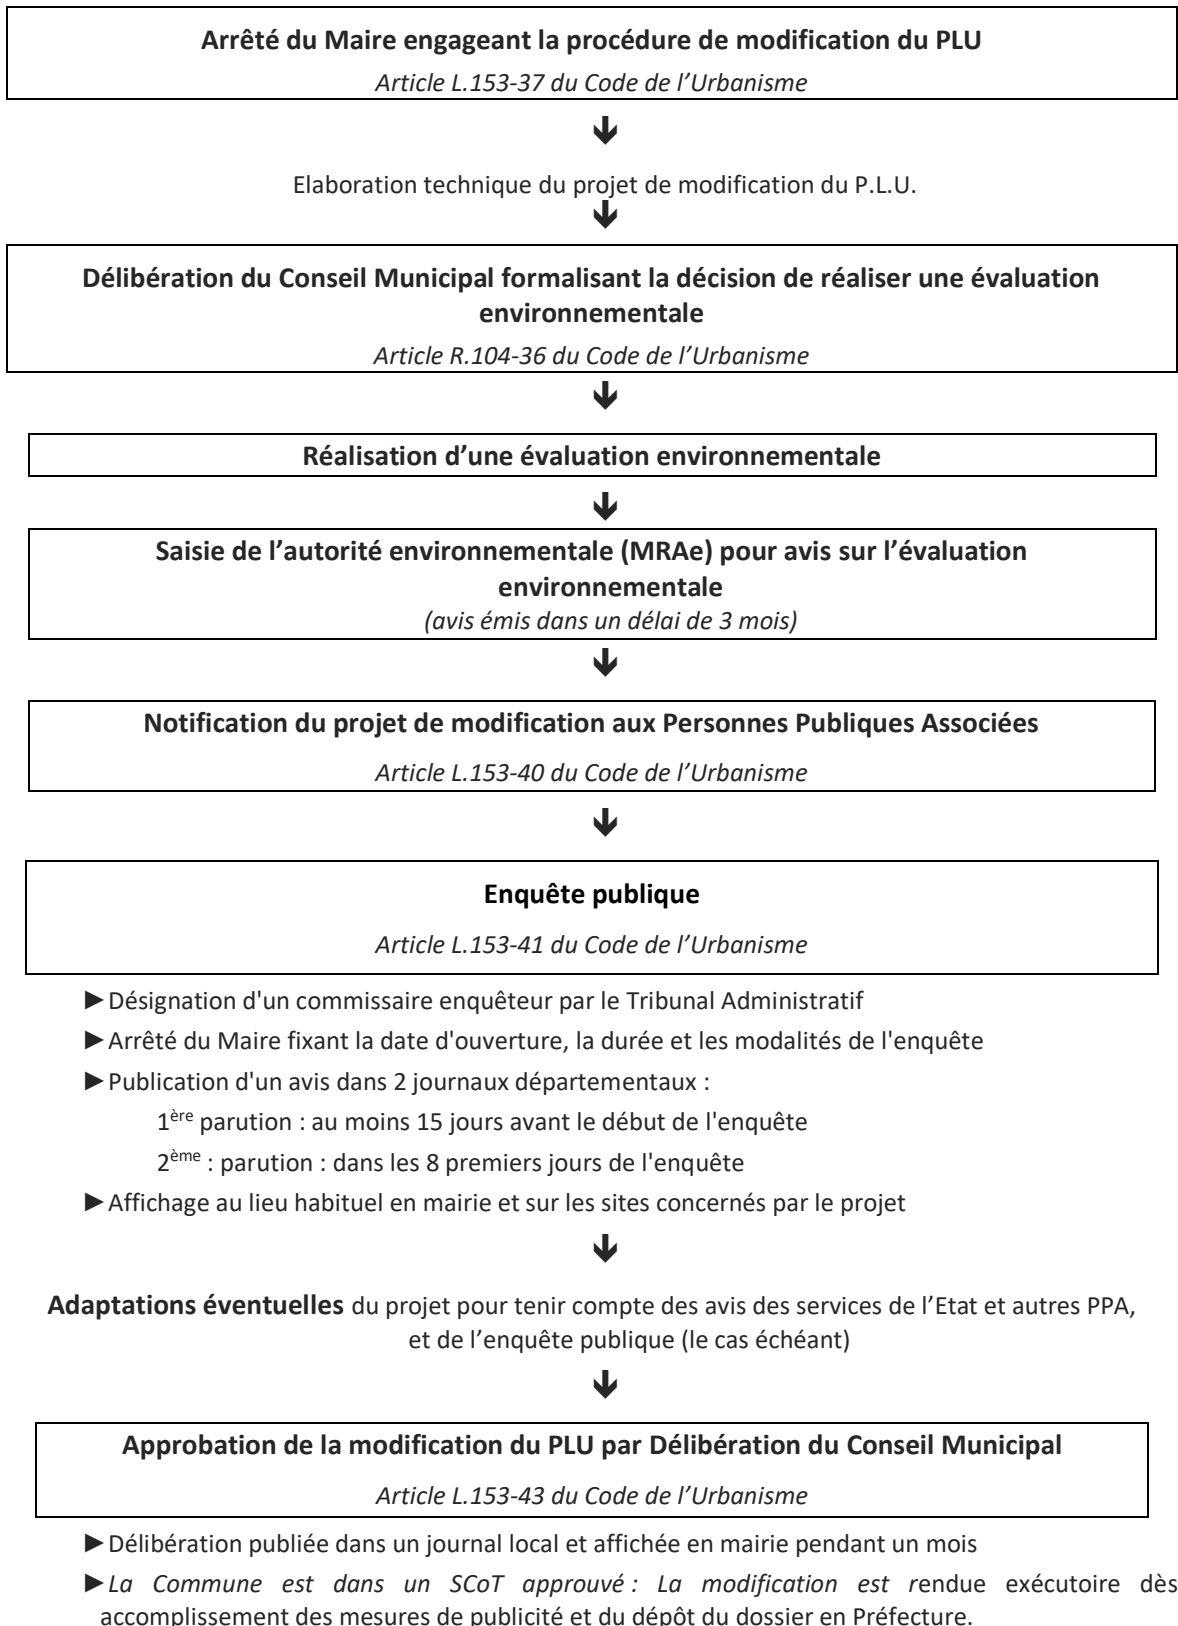 Arrêté du Maire engageant la procédure de modification du PLU
Article L.153-37 du Code de l’Urbanisme
🡻
Elaboration technique du projet de modification du P.L.U.
🡻
Délibération du Conseil Municipal formalisant la décision de réaliser une évaluation
environnementale
Article R.104-36 du Code de l’Urbanisme
🡻
Réalisation d’une évaluation environnementale
🡻
Saisie de l’autorité environnementale (MRAe) pour avis sur l’évaluation
environnementale
(avis émis dans un délai de 3 mois)
🡻
Notification du projet de modification aux Personnes Publiques Associées
Article L.153-40 du Code de l’Urbanisme
🡻
Enquête publique
Article L.153-41 du Code de l’Urbanisme
►Désignation d'un commissaire enquêteur par le Tribunal Administratif
►Arrêté du Maire fixant la date d'ouverture, la durée et les modalités de l'enquête
►Publication d'un avis dans 2 journaux départementaux :
1ère parution : au moins 15 jours avant le début de l'enquête
2ème : parution : dans les 8 premiers jours de l'enquête
►Affichage au lieu habituel en mairie et sur les sites concernés par le projet
🡻
Adaptations éventuelles du projet pour tenir compte des avis des services de l’Etat et autres PPA,
et de l’enquête publique (le cas échéant)
🡻
Approbation de la modification du PLU par Délibération du Conseil Municipal
Article L.153-43 du Code de l’Urbanisme
►Délibération publiée dans un journal local et affichée en mairie pendant un mois
►La Commune est dans un SCoT approuvé : La modification est rendue exécutoire dès
accomplissement des mesures de publicité et du dépôt du dossier en Préfecture.